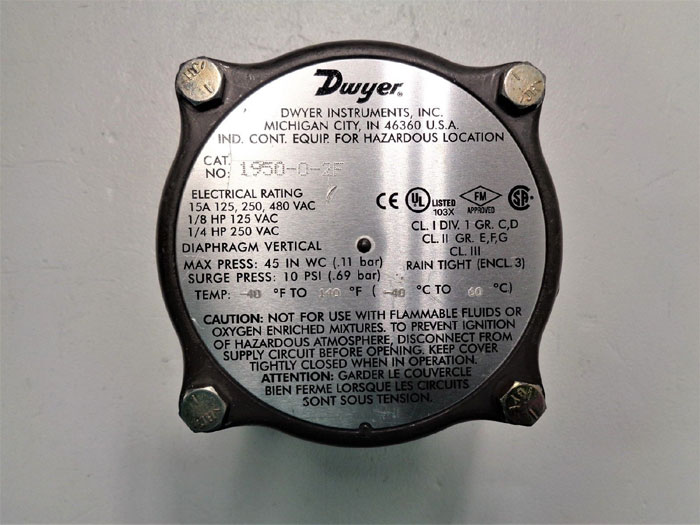 Dwyer
DWYER INSTRUMENTS, INC.
MICHIGAN CITY, IN 46360 U.S.A.
IND. CONT. EQUIP. FOR HAZARDOUS LOCATION
CAT. NO: 1950-0-2F
ELECTRICAL RATING
15A 125, 250, 480 VAC
1/8 HP 125 VAC
1/4 HP 250 VAC
DIAPHRAGM VERTICAL
CE UL LISTED 103X FM APPROVED SA
CL. I DIV. 1 GR. C,D
CL. II GR. E,F,G
CL. III
MAX PRESS: 45 IN WC (.11 bar)
RAIN TIGHT (ENCL. 3)
SURGE PRESS: 10 PSI (.69 bar)
TEMP: -40 °F TO 140 °F ( -40 °C TO 60 °C)
CAUTION: NOT FOR USE WITH FLAMMABLE FLUIDS OR
OXYGEN ENRICHED MIXTURES. TO PREVENT IGNITION
OF HAZARDOUS ATMOSPHERE, DISCONNECT FROM
SUPPLY CIRCUIT BEFORE OPENING. KEEP COVER
TIGHTLY CLOSED WHEN IN OPERATION.
ATTENTION: GARDER LE COUVERCLE
BIEN FERME LORSQUE LES CIRCUITS
SONT SOUS TENSION.